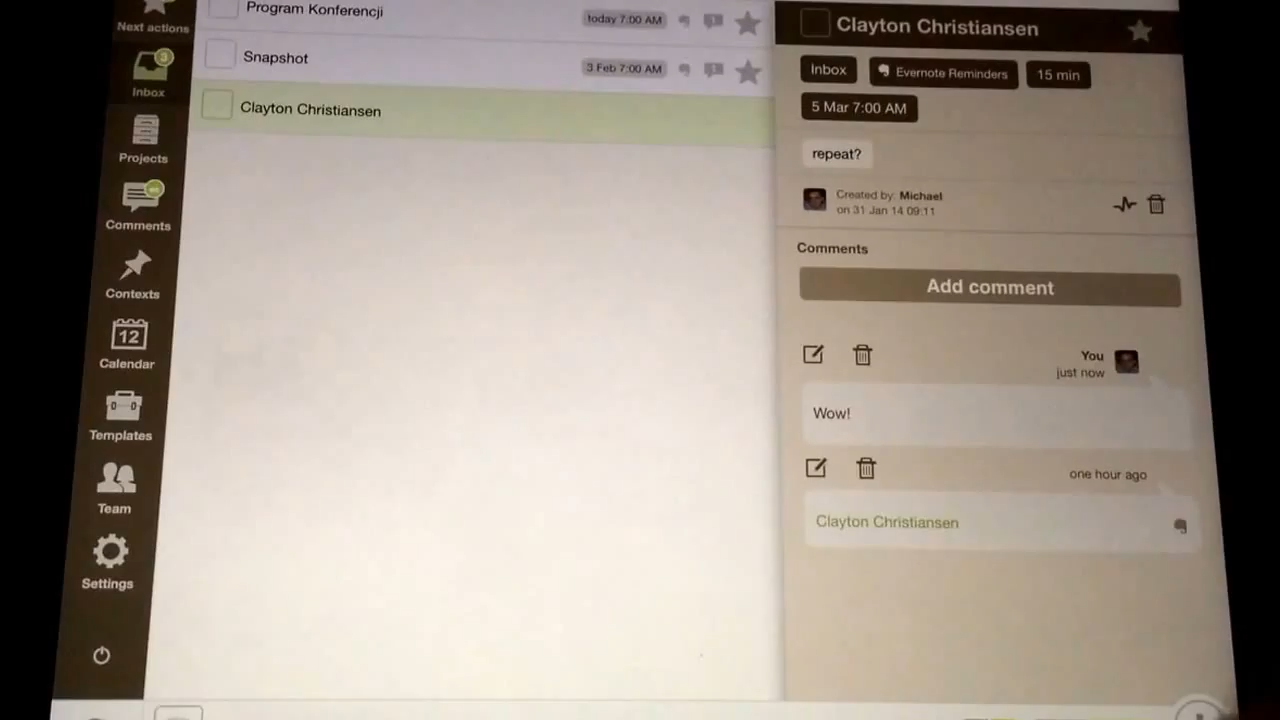 Next actions
3
Inbox
Projects
Comments
Contexts
12
Calendar
Templates
Team
Settings
Program Konferencji
today 7:00 AM
Snapshot
3 Feb 7:00 AM
Clayton Christiansen
Clayton Christiansen
Inbox
Evernote Reminders
15 min
5 Mar 7:00 AM
repeat?
Created by: Michael
on 31 Jan 14 09:11
Comments
Add comment
You
just now
Wow!
one hour ago
Clayton Christiansen